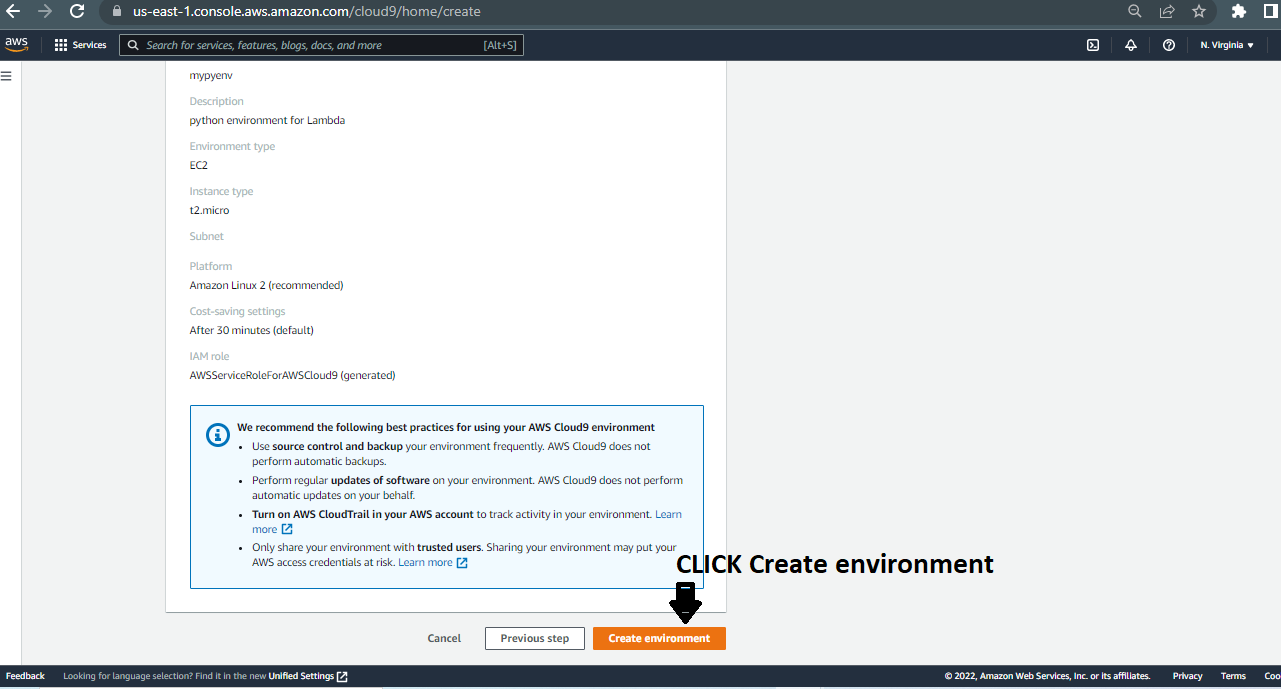 us-east-1.console.aws.amazon.com/cloud9/home/create
aws
Services
Search for services, features, blogs, docs, and more
[Alt+S]
N. Virginia
mypyenv
Description
python environment for Lambda
Environment type
EC2
Instance type
t2.micro
Subnet
Platform
Amazon Linux 2 (recommended)
Cost-saving settings
After 30 minutes (default)
IAM role
AWSServiceRoleForAWSCloud9 (generated)
We recommend the following best practices for using your AWS Cloud9 environment
• Use source control and backup your environment frequently. AWS Cloud9 does not
perform automatic backups.
• Perform regular updates of software on your environment. AWS Cloud9 does not perform
automatic updates on your behalf.
• Turn on AWS CloudTrail in your AWS account to track activity in your environment. Learn
more
• Only share your environment with trusted users. Sharing your environment may put your
AWS access credentials at risk. Learn more
CLICK Create environment
Cancel
Previous step
Create environment
Feedback
Looking for language selection? Find it in the new Unified Settings
© 2022, Amazon Web Services, Inc. or its affiliates.
Privacy
Terms
Coo